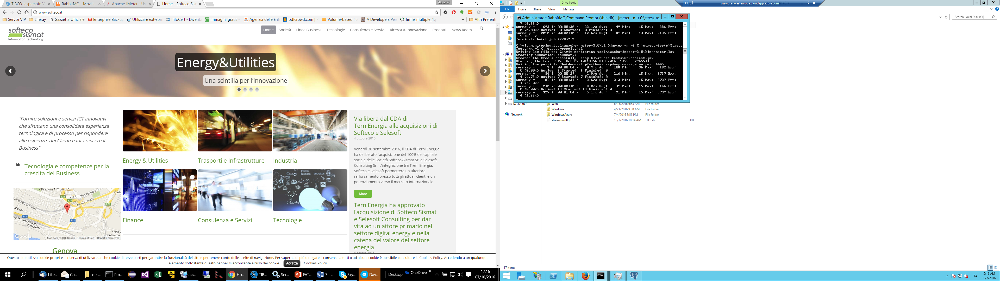 TIBCO Jaspersoft: Vi
RabbitMQ - Mozilla
Apache JMeter - Use
Home - Softeco Sism
Giovanni
www.softeco.it
Servizi VIP
Liferay
Gazzetta Ufficiale
Enterprise Backup
Utilizzare ext-spri
InfoCert - Diventa
Immagini gratis -
Agenzia delle Ent
pdfcrowd.com | P
Volume-based lic
A Developers Pers
firme_multiple_1.p
»
Altri Preferiti
softeco
sismat
information technology
Home
Società
Linee Business
Tecnologie
Consulenza e Servizi
Ricerca & Innovazione
Prodotti
News Room
Energy&Utilities
Una scintilla per l'innovazione
"Fornire soluzioni e servizi ICT innovativi
che sfruttano una consolidata esperienza
tecnologica e di processo per rispondere
alle esigenze dei Clienti e far crescere il
Business"
Tecnologia e competenze per la
crescita del Business
Direzione 1° Tronco
Via Antonio Cantore
E25
Via di Francia
E25
E25
SS1
SS1
Viale Africa
SECH -
Contenitori
Google
Map data ©2016 Google
Terms of Use
Report a map error
Genova
Energy & Utilities
Trasporti e Infrastrutture
Industria
Finance
Consulenza e Servizi
Tecnologie
Via libera dal CDA di
TerniEnergia alle acquisizioni di
Softeco e Selesoft
4 ottobre 2016
Venerdì 30 settembre 2016, il CDA di Terni Energia
ha deliberato l'acquisizione del 100% del capitale
sociale delle Società Softeco-Sismat Srl e Selesoft
Consulting Srl. L'integrazione tra Treni Energia,
Softeco e Selesoft permetterà un ulteriore
rafforzamento presso tutti gli attuali clienti e un
potenziamento verso il mercato Internazionale.
More
TerniEnergia ha approvato
l'acquisizione di Softeco Sismat
e Selesoft Consulting per dar
vita ad un attore primario nel
settore digital energy e nella
catena del valore del settore
energia
Questo sito utilizza cookie propri e si riserva di utilizzare anche cookie di terze parti per garantire la funzionalità del sito e per tenere conto delle scelte di navigazione. Per saperne di più o negare il consenso a tutti o ad alcuni cookie è possibile consultare la Cookies Policy. Accedendo a un qualunque
elemento sottostante questo banner si acconsente all'uso dei cookie.
Accetta
Cookies Policy
Like...
Co...
des...
Pro...
azs...
Ho...
TIB...
Ser...
FAT...
7 - ...
Sky...
Dav...
Desktop
OneDrive
12:16
07/10/2016
Drive Tools
azsvipser.westeurope.cloudapp.azure.com
File
Home
Share
View
Manage
Search Local Disk (C:)
Administrator: RabbitMQ Command Prompt (sbin dir) - jmeter -n -t C:\stress-te...
7 (0.53%)
summary + 692 in 00:00:30 = 23.1/s Avg: 49 Min: 15 Max: 386 Err:
0 (0.00%) Active: 30 Started: 30 Finished: 0
summary = 2010 in 00:02:40 = 12.6/s Avg: 87 Min: 13 Max: 9135 Err:
7 (0.35%)
Terminate batch job (Y/N)? Y
C:\vip_monitoring_tool\apache-jmeter-3.0\bin>jmeter -n -t C:\stress-tests\Stress
Test.jmx -l C:\stress-result.jtl
Writing log file to: C:\vip_monitoring_tool\apache-jmeter-3.0\bin\jmeter.log
Creating summariser <summary>
Created the tree successfully using C:\stress-tests\StressTest.jmx
Starting the test @ Fri Oct 07 10:14:56 UTC 2016 (1475835296554)
Waiting for possible Shutdown/StopTestNow/Heapdump message on port 4445
summary + 3 in 00:00:04 = 0.7/s Avg: 108 Min: 36 Max: 182 Err:
0 (0.00%) Active: 1 Started: 1 Finished: 0
summary + 84 in 00:00:29 = 2.9/s Avg: 216 Min: 15 Max: 3737 Err:
4 (4.76%) Active: 7 Started: 7 Finished: 0
summary = 87 in 00:00:34 = 2.6/s Avg: 212 Min: 15 Max: 3737 Err:
4 (4.60%)
summary + 240 in 00:00:30 = 8.0/s Avg: 47 Min: 15 Max: 166 Err:
0 (0.00%) Active: 13 Started: 13 Finished: 0
summary = 327 in 00:01:04 = 5.1/s Avg: 91 Min: 15 Max: 3737 Err:
4 (1.22%)
Fa
Th
DATA (E:)
Network
WER 6/15/2016 6:53 AM File folder
Windows 4/21/2016 9:38 AM File folder
WindowsAzure 7/4/2016 3:56 PM File folder
stress-result.jtl 10/7/2016 10:14 AM JTL File 0 KB
17 items
ITA
10:16 AM
10/7/2016